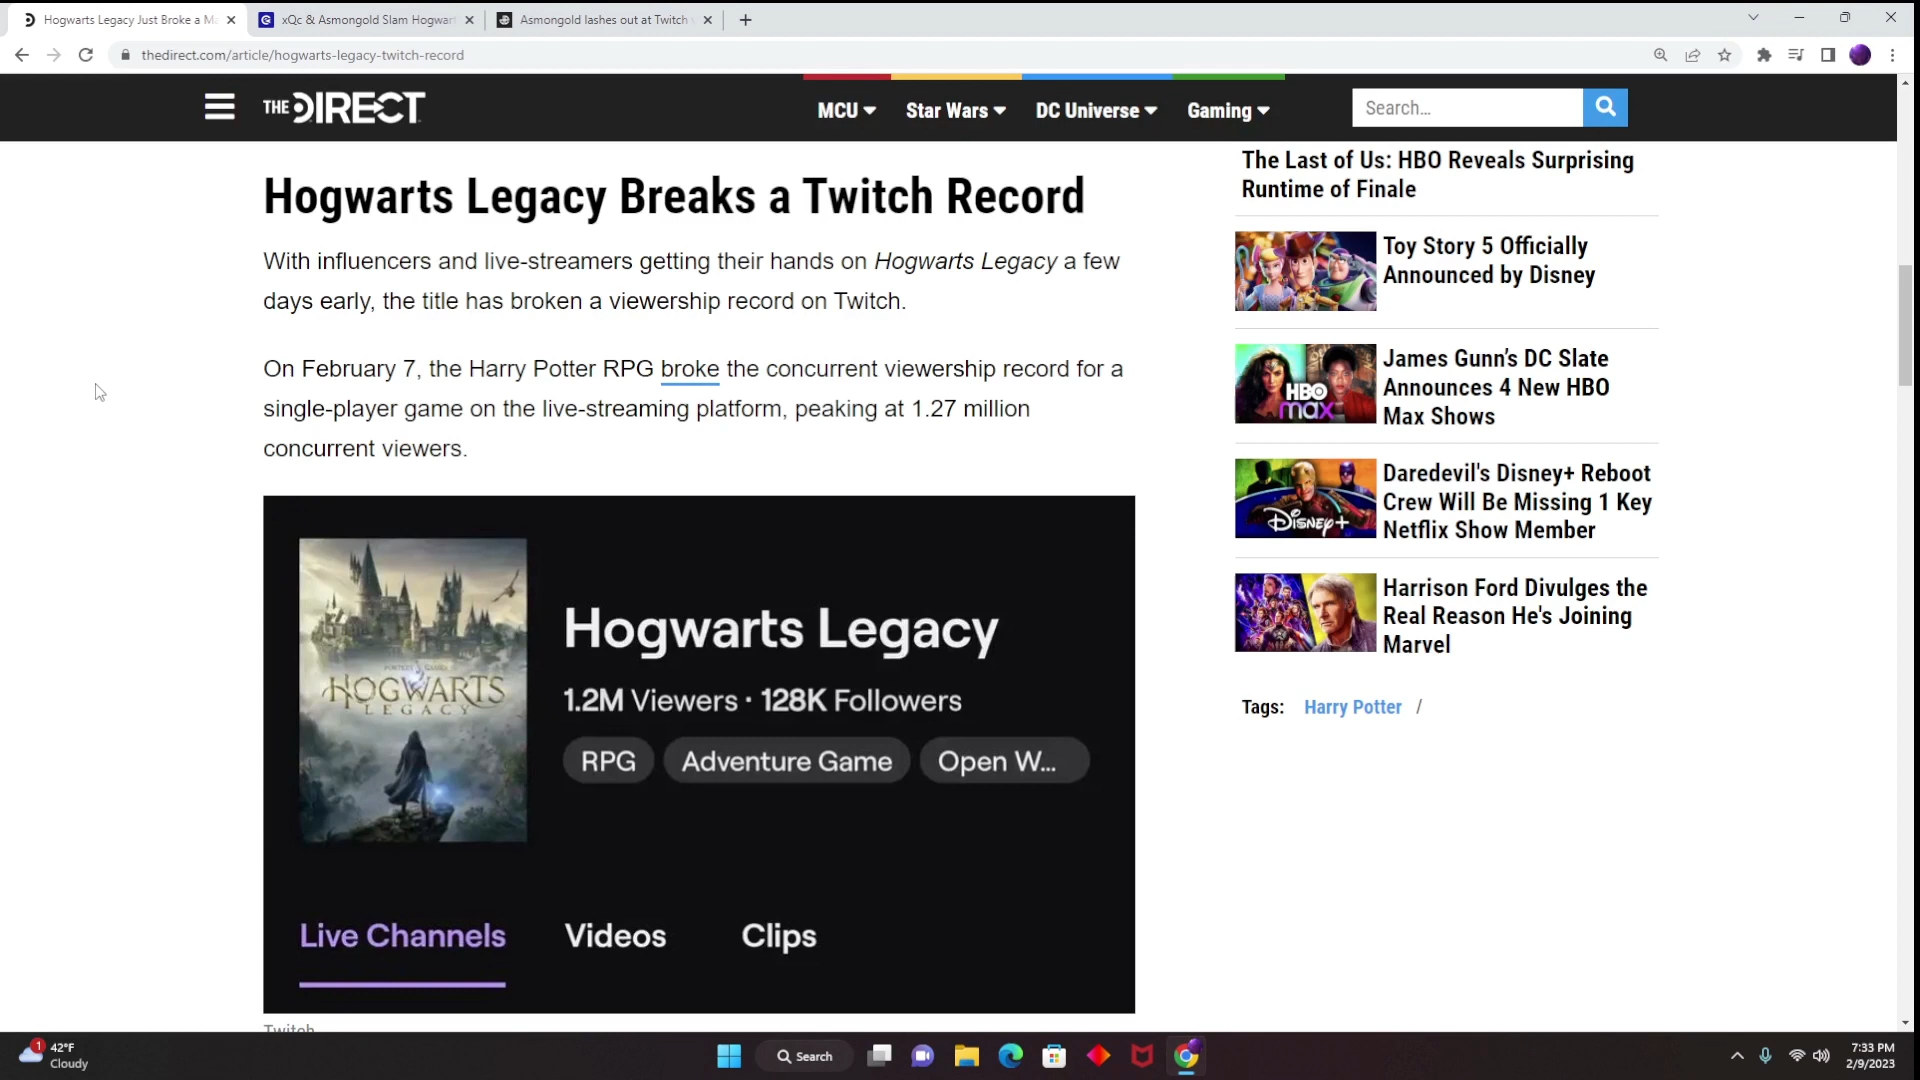 Hogwarts Legacy Just Broke a Ma
xQc & Asmongold Slam Hogwart
Asmongold lashes out at Twitch
thedirect.com/article/hogwarts-legacy-twitch-record
THE DIRECT
MCU
Star Wars
DC Universe
Gaming
Search...
Hogwarts Legacy Breaks a Twitch Record
With influencers and live-streamers getting their hands on Hogwarts Legacy a few
days early, the title has broken a viewership record on Twitch.
On February 7, the Harry Potter RPG broke the concurrent viewership record for a
single-player game on the live-streaming platform, peaking at 1.27 million
concurrent viewers.
HOGWARTS
LEGACY
Hogwarts Legacy
1.2M Viewers · 128K Followers
RPG
Adventure Game
Open W...
Live Channels
Videos
Clips
Twitch
The Last of Us: HBO Reveals Surprising
Runtime of Finale
Toy Story 5 Officially
Announced by Disney
HBO
max
James Gunn’s DC Slate
Announces 4 New HBO
Max Shows
Disney+
Daredevil's Disney+ Reboot
Crew Will Be Missing 1 Key
Netflix Show Member
Harrison Ford Divulges the
Real Reason He's Joining
Marvel
Tags: Harry Potter /
1
42°F
Cloudy
Search
7:33 PM
2/9/2023